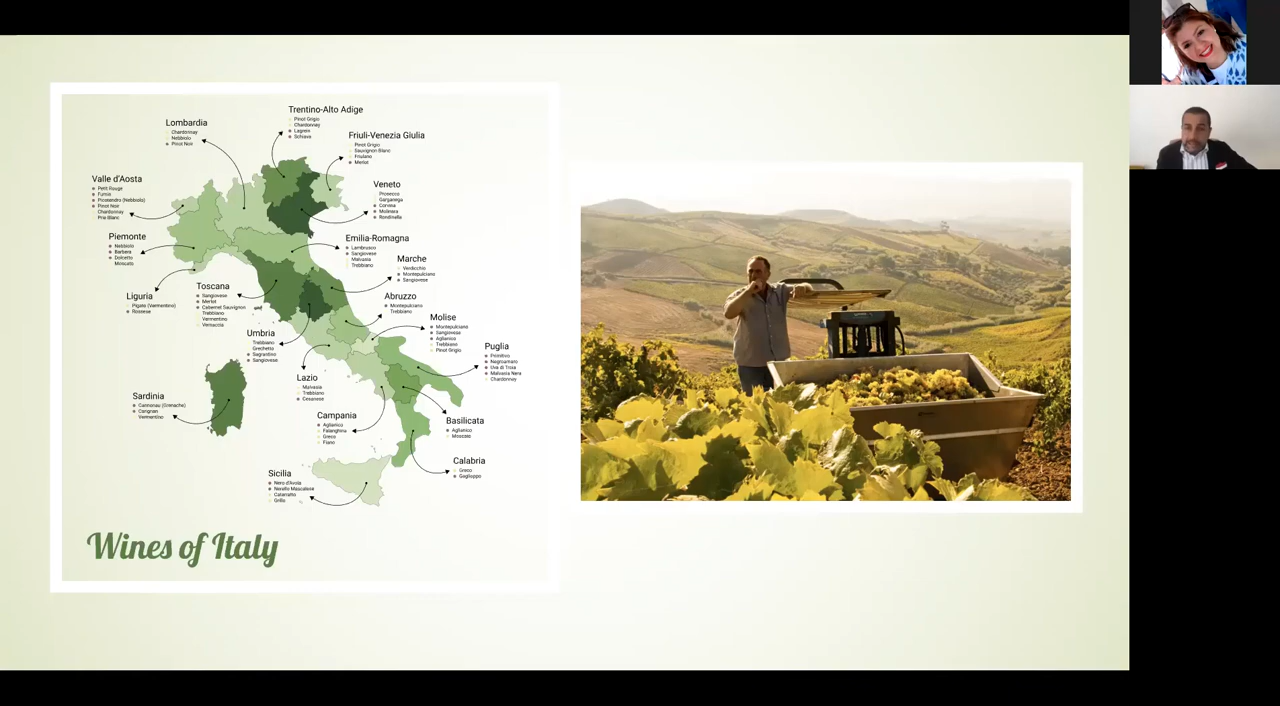 Trentino-Alto Adige
Pinot Grigio
Chardonnay
Lagrein
Schiava
Lombardia
Chardonnay
Nebbiolo
Pinot Noir
Friuli-Venezia Giulia
Pinot Grigio
Sauvignon Blanc
Friulano
Merlot
Valle d'Aosta
Petit Rouge
Fumin
Picotendro (Nebbiolo)
Pinot Noir
Chardonnay
Prie Blanc
Veneto
Prosecco
Garganega
Corvina
Molinara
Rondinella
Piemonte
Nebbiolo
Barbera
Dolcetto
Moscato
Emilia-Romagna
Lambrusco
Sangiovese
Malvasia
Trebbiano
Marche
Verdicchio
Montepulciano
Sangiovese
Liguria
Pigato (Vermentino)
Rossese
Toscana
Sangiovese
Merlot
Cabernet Sauvignon
Trebbiano
Vermentino
Vernaccia
Abruzzo
Montepulciano
Trebbiano
Molise
Montepulciano
Sangiovese
Aglianico
Trebbiano
Pinot Grigio
Umbria
Trebbiano
Grechetto
Sagrantino
Sangiovese
Puglia
Primitivo
Negroamaro
Uva di Troia
Malvasia Nera
Chardonnay
Lazio
Malvasia
Trebbiano
Cesanese
Sardinia
Cannonau (Grenache)
Carignan
Vermentino
Campania
Aglianico
Falanghina
Greco
Fiano
Basilicata
Aglianico
Moscato
Calabria
Greco
Gaglioppo
Sicilia
Nero d'Avola
Nerello Mascalese
Catarratto
Grillo
Wines of Italy